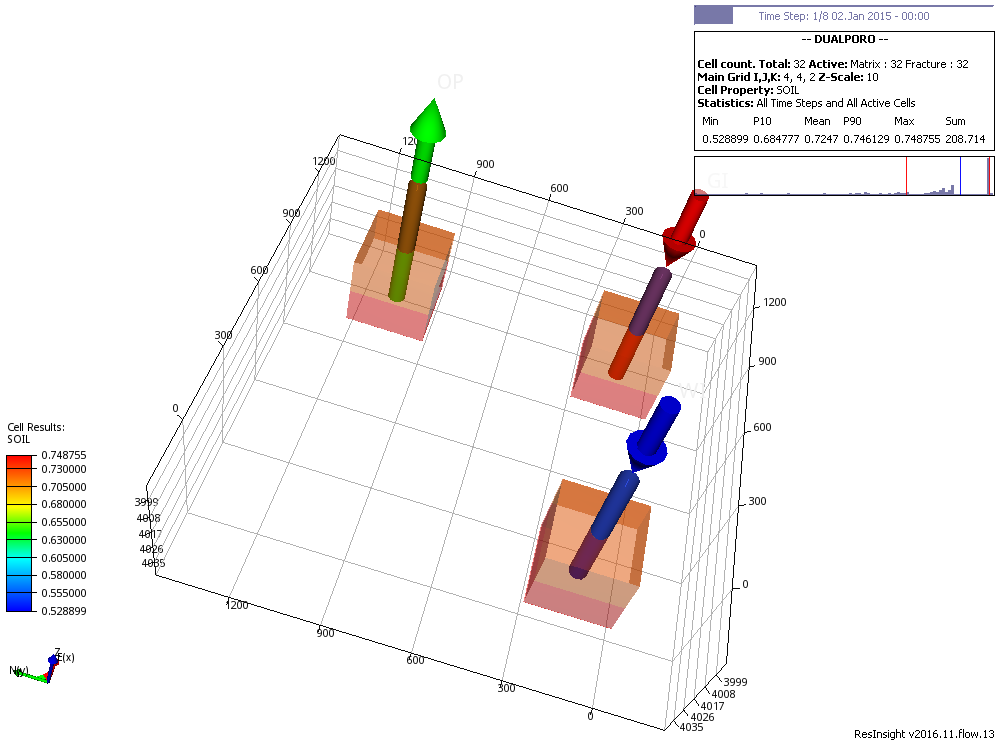 Time Step: 1/8 02.Jan 2015 - 00:00
-- DUALPORO --
Cell count. Total: 32 Active: Matrix : 32 Fracture : 32
Main Grid I,J,K: 4, 4, 2 Z-Scale: 10
Cell Property: SOIL
Statistics: All Time Steps and All Active Cells
Min P10 Mean P90 Max Sum
0.528899 0.684777 0.7247 0.746129 0.748755 208.714
OP
GI
1200
900
600
300
0
1200
900
600
300
0
1200
900
600
300
0
3999
4008
4017
4026
4035
1200
900
600
300
0
3999
4008
4017
4026
4035
Cell Results:
SOIL
0.748755
0.730000
0.705000
0.680000
0.655000
0.630000
0.605000
0.580000
0.555000
0.528899
Z
E(x)
N(y)
ResInsight v2016.11.flow.13